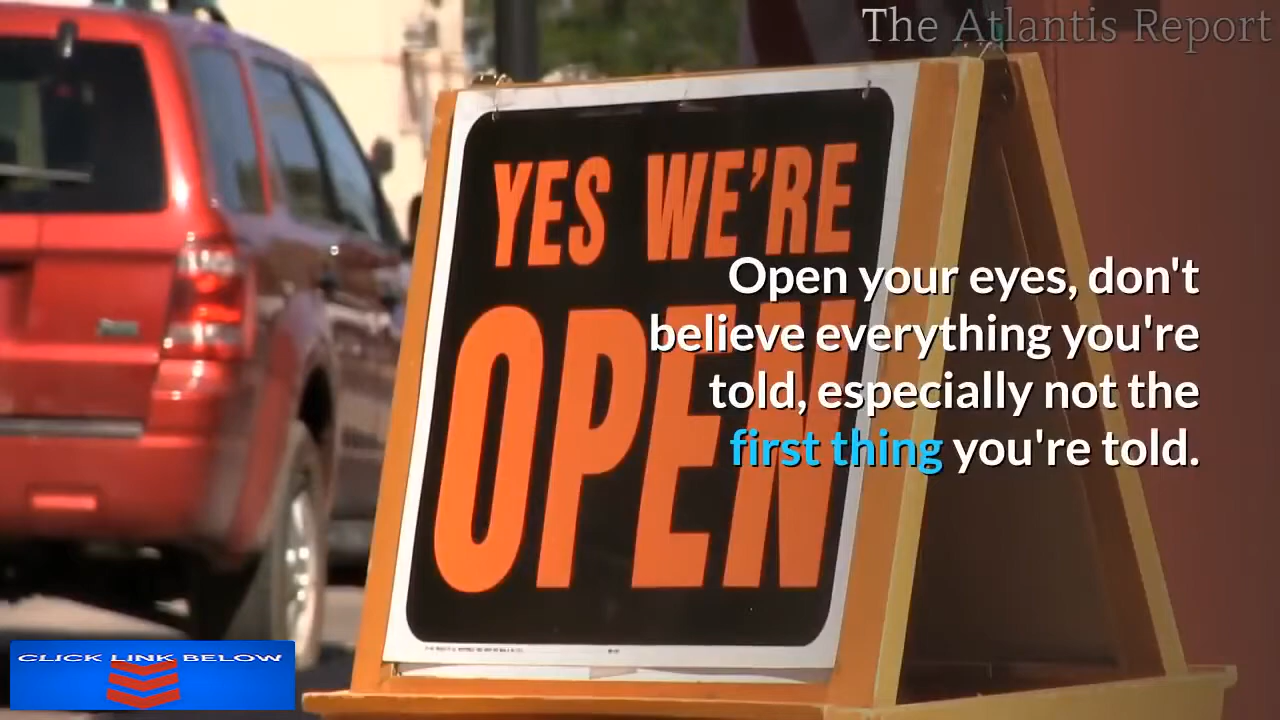 The Atlantis Report
YES WE'RE
OPEN
Open your eyes, don't
believe everything you're
told, especially not the
first thing you're told.
CLICK LINK BELOW